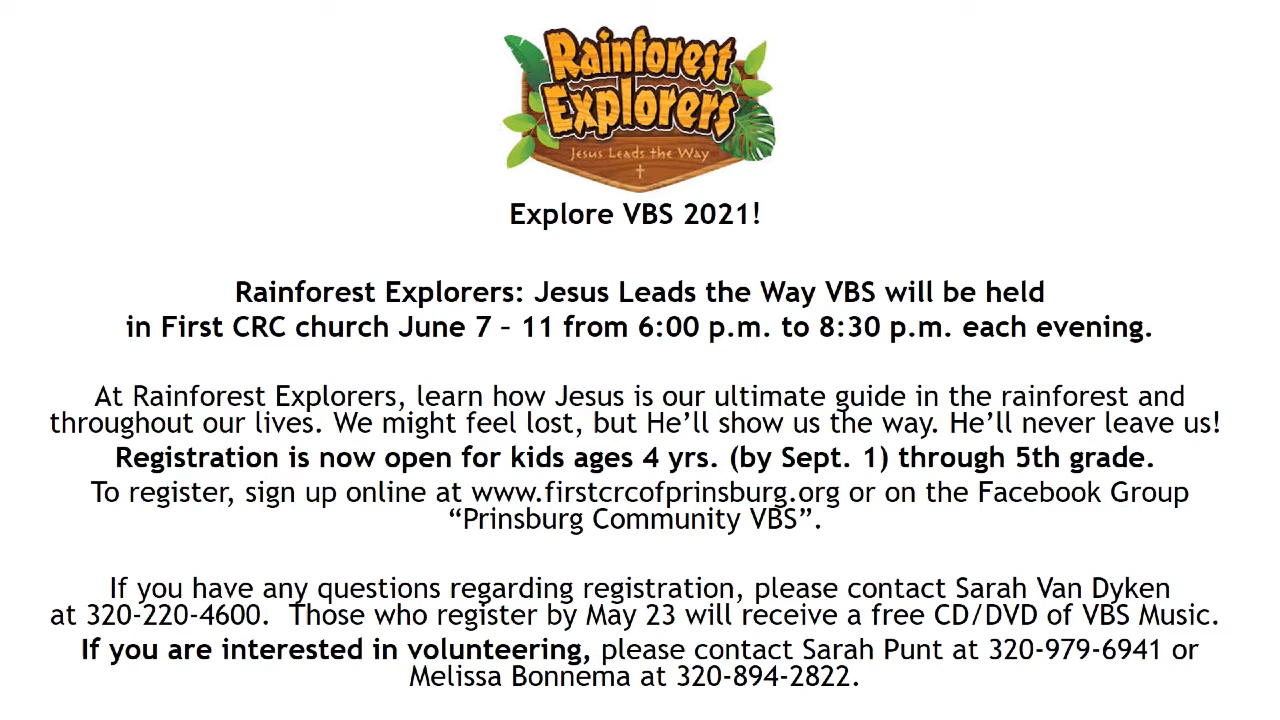 Rainforest
Explorers
Jesus Leads the Way
Explore VBS 2021!
Rainforest Explorers: Jesus Leads the Way VBS will be held
in First CRC church June 7 – 11 from 6:00 p.m. to 8:30 p.m. each evening.
At Rainforest Explorers, learn how Jesus is our ultimate guide in the rainforest and
throughout our lives. We might feel lost, but He’ll show us the way. He’ll never leave us!
Registration is now open for kids ages 4 yrs. (by Sept. 1) through 5th grade.
To register, sign up online at www.firstcrcofprinsburg.org or on the Facebook Group
“Prinsburg Community VBS”.
If you have any questions regarding registration, please contact Sarah Van Dyken
at 320-220-4600.  Those who register by May 23 will receive a free CD/DVD of VBS Music.
If you are interested in volunteering, please contact Sarah Punt at 320-979-6941 or
Melissa Bonnema at 320-894-2822.